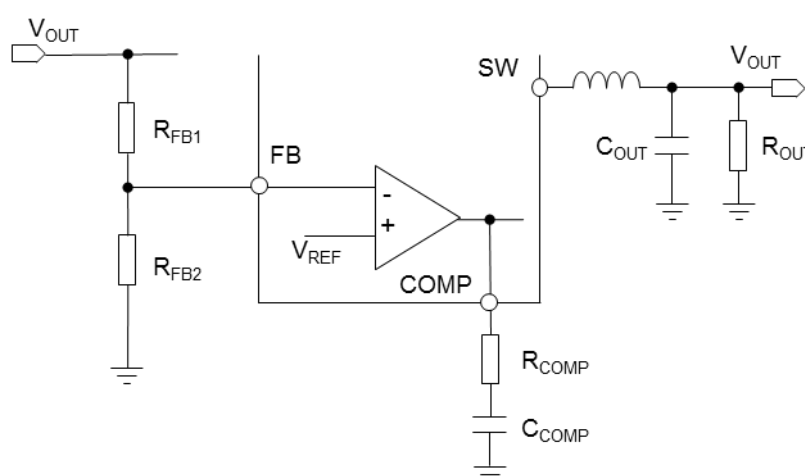 VOUT
SW
VOUT
RFB1
FB
COUT
ROUT
-
+
VREF
RFB2
COMP
RCOMP
CCOMP